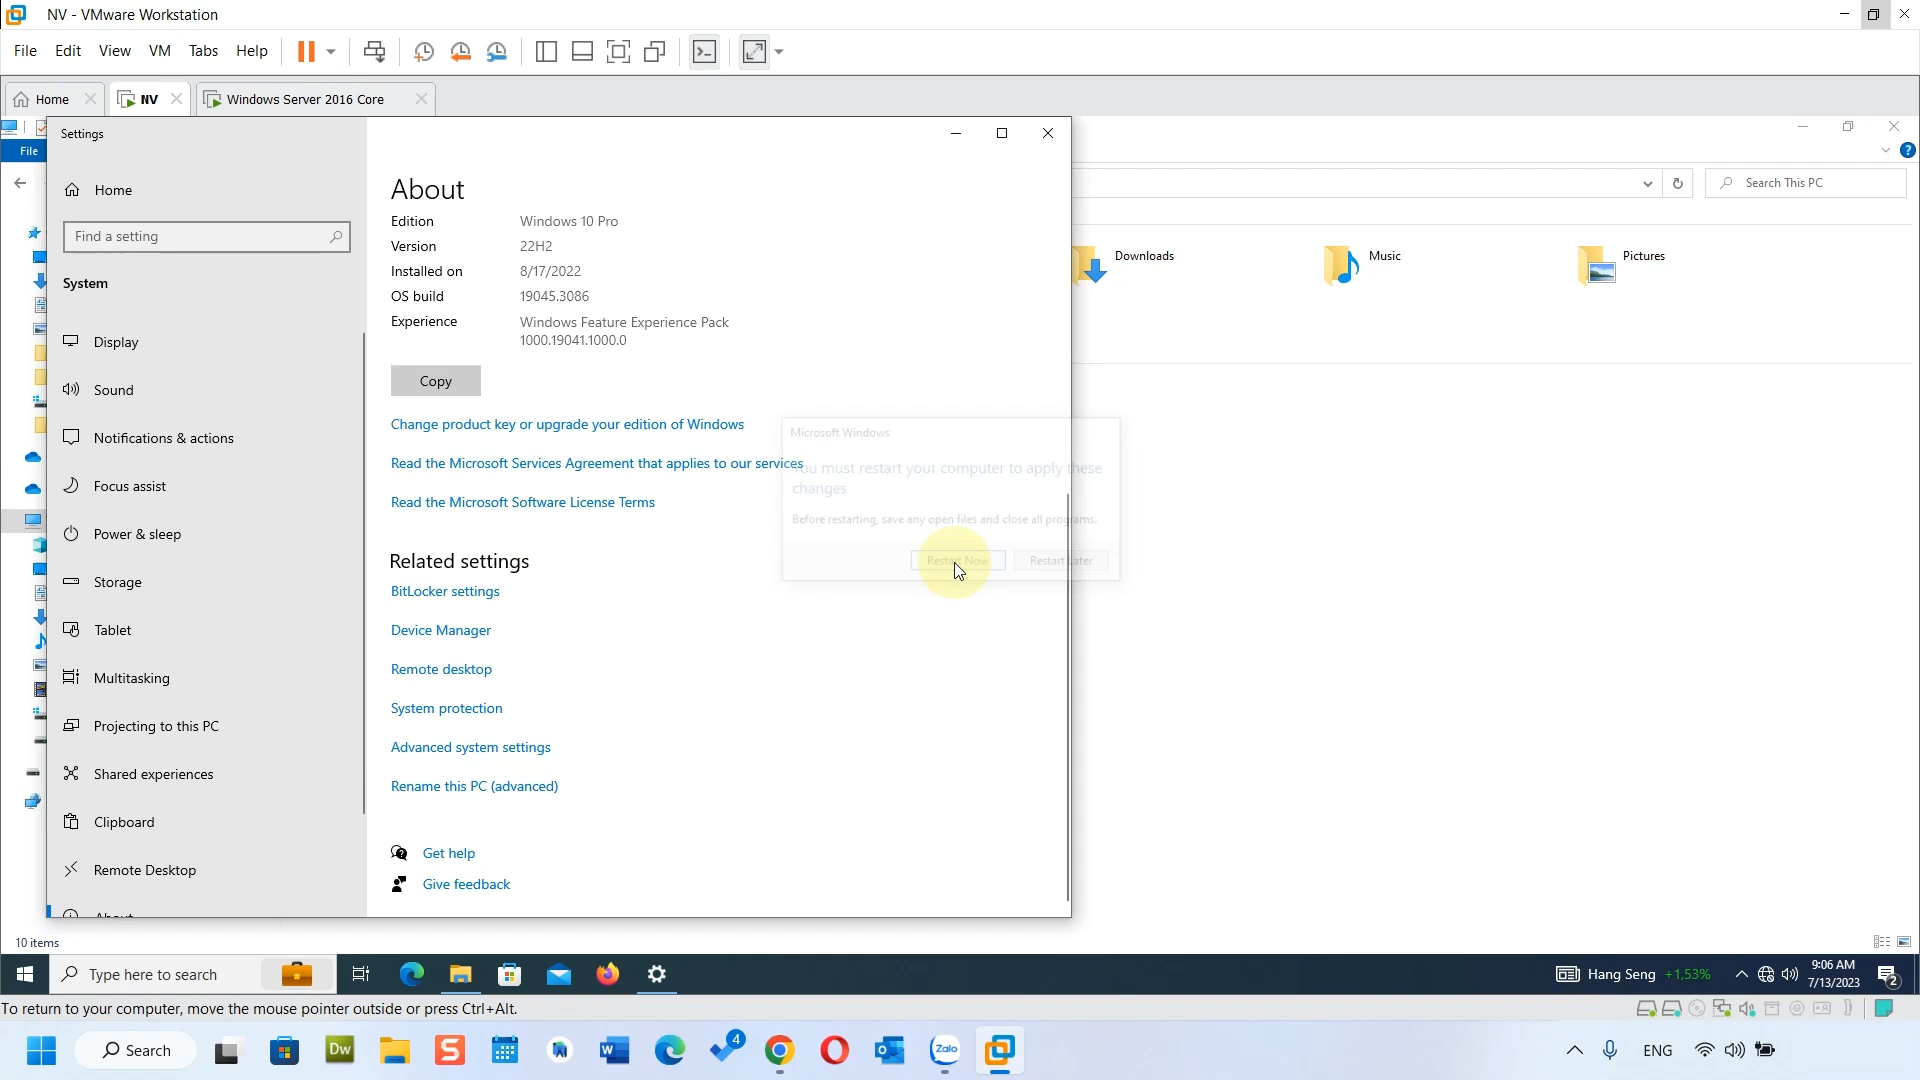 NV - VMware Workstation
File Edit View VM Tabs Help
Home NV Windows Server 2016 Core
Settings
File
Home
Find a setting
System
Display
Sound
Notifications & actions
Focus assist
Power & sleep
Storage
Tablet
Multitasking
Projecting to this PC
Shared experiences
Clipboard
Remote Desktop
About
About
Edition Windows 10 Pro
Version 22H2
Installed on 8/17/2022
OS build 19045.3086
Experience Windows Feature Experience Pack
1000.19041.1000.0
Copy
Change product key or upgrade your edition of Windows
Read the Microsoft Services Agreement that applies to our services
Read the Microsoft Software License Terms
Related settings
BitLocker settings
Device Manager
Remote desktop
System protection
Advanced system settings
Rename this PC (advanced)
Get help
Give feedback
Microsoft Windows
You must restart your computer to apply these
changes
Before restarting, save any open files and close all programs.
Restart Now Restart Later
Search This PC
Downloads Music Pictures
10 items
Type here to search
Hang Seng +1,53%
9:06 AM
7/13/2023
2
To return to your computer, move the mouse pointer outside or press Ctrl+Alt.
Search
Dw
S
W
4
Zalo
ENG